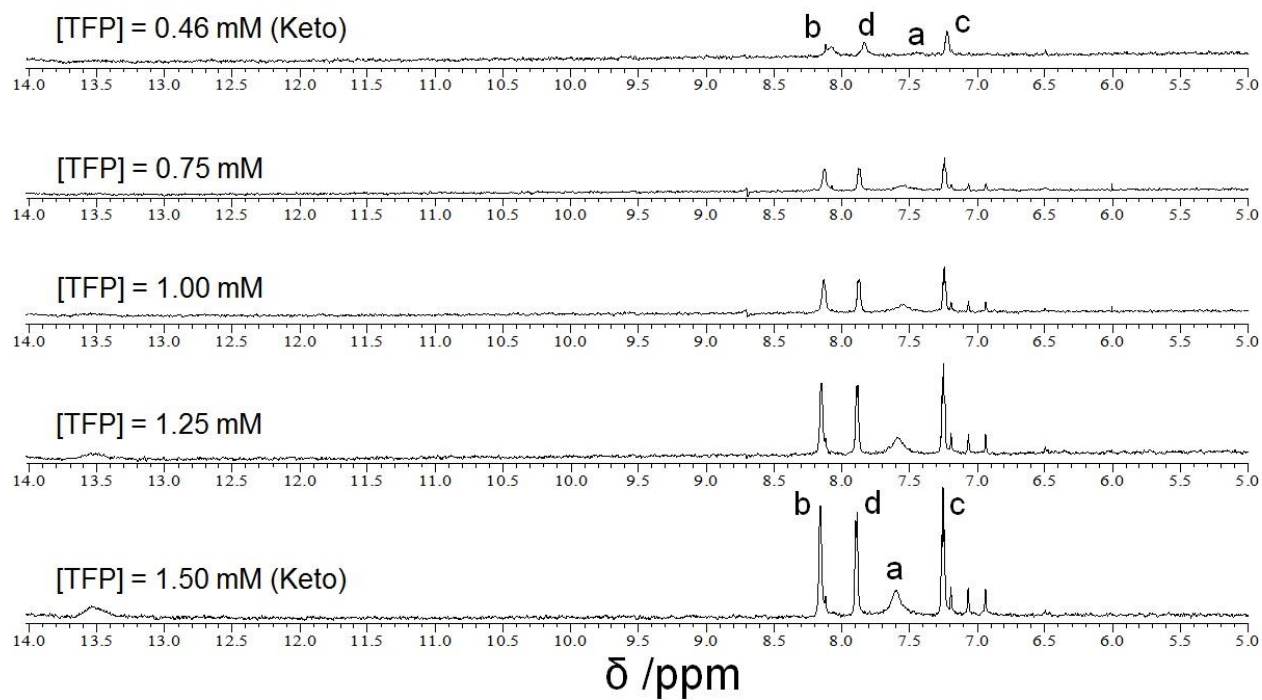 [TFP] = 0.46 mM (Keto)
b d a c
14.0 13.5 13.0 12.5 12.0 11.5 11.0 10.5 10.0 9.5 9.0 8.5 8.0 7.5 7.0 6.5 6.0 5.5 5.0
[TFP] = 0.75 mM
14.0 13.5 13.0 12.5 12.0 11.5 11.0 10.5 10.0 9.5 9.0 8.5 8.0 7.5 7.0 6.5 6.0 5.5 5.0
[TFP] = 1.00 mM
14.0 13.5 13.0 12.5 12.0 11.5 11.0 10.5 10.0 9.5 9.0 8.5 8.0 7.5 7.0 6.5 6.0 5.5 5.0
[TFP] = 1.25 mM
14.0 13.5 13.0 12.5 12.0 11.5 11.0 10.5 10.0 9.5 9.0 8.5 8.0 7.5 7.0 6.5 6.0 5.5 5.0
b d c
a
[TFP] = 1.50 mM (Keto)
14.0 13.5 13.0 12.5 12.0 11.5 11.0 10.5 10.0 9.5 9.0 8.5 8.0 7.5 7.0 6.5 6.0 5.5 5.0
δ /ppm